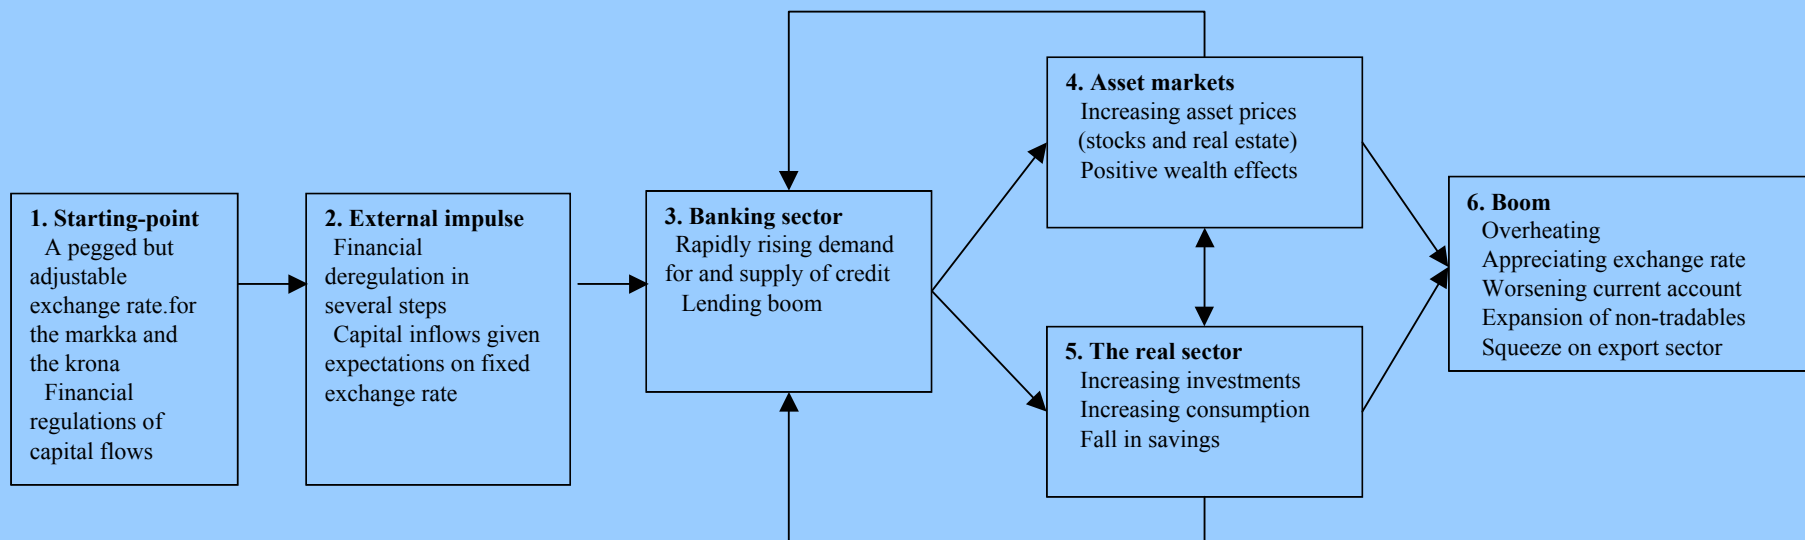 1. Starting-point
A pegged but
adjustable
exchange rate.for
the markka and
the krona
Financial
regulations of
capital flows
2. External impulse
Financial
deregulation in
several steps
Capital inflows given
expectations on fixed
exchange rate
3. Banking sector
Rapidly rising demand
for and supply of credit
Lending boom
4. Asset markets
Increasing asset prices
(stocks and real estate)
Positive wealth effects
5. The real sector
Increasing investments
Increasing consumption
Fall in savings
6. Boom
Overheating
Appreciating exchange rate
Worsening current account
Expansion of non-tradables
Squeeze on export sector